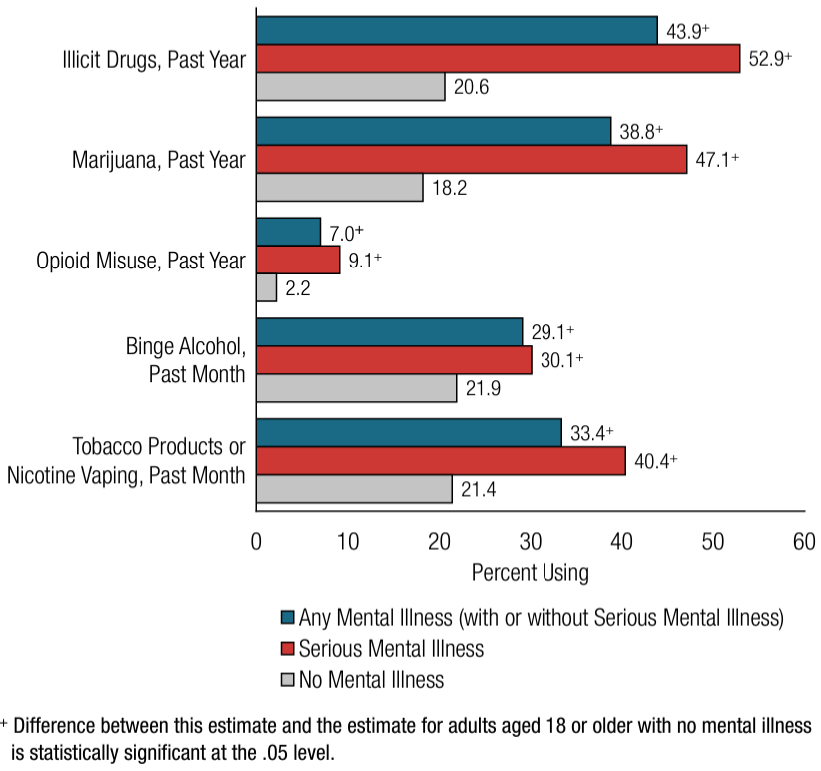 Illicit Drugs, Past Year
43.9+
52.9+
20.6
Marijuana, Past Year
38.8+
47.1+
18.2
Opioid Misuse, Past Year
7.0+
9.1+
2.2
Binge Alcohol,
Past Month
29.1+
30.1+
21.9
Tobacco Products or
Nicotine Vaping, Past Month
33.4+
40.4+
21.4
0 10 20 30 40 50 60
Percent Using
Any Mental Illness (with or without Serious Mental Illness)
Serious Mental Illness
No Mental Illness
+ Difference between this estimate and the estimate for adults aged 18 or older with no mental illness
is statistically significant at the .05 level.